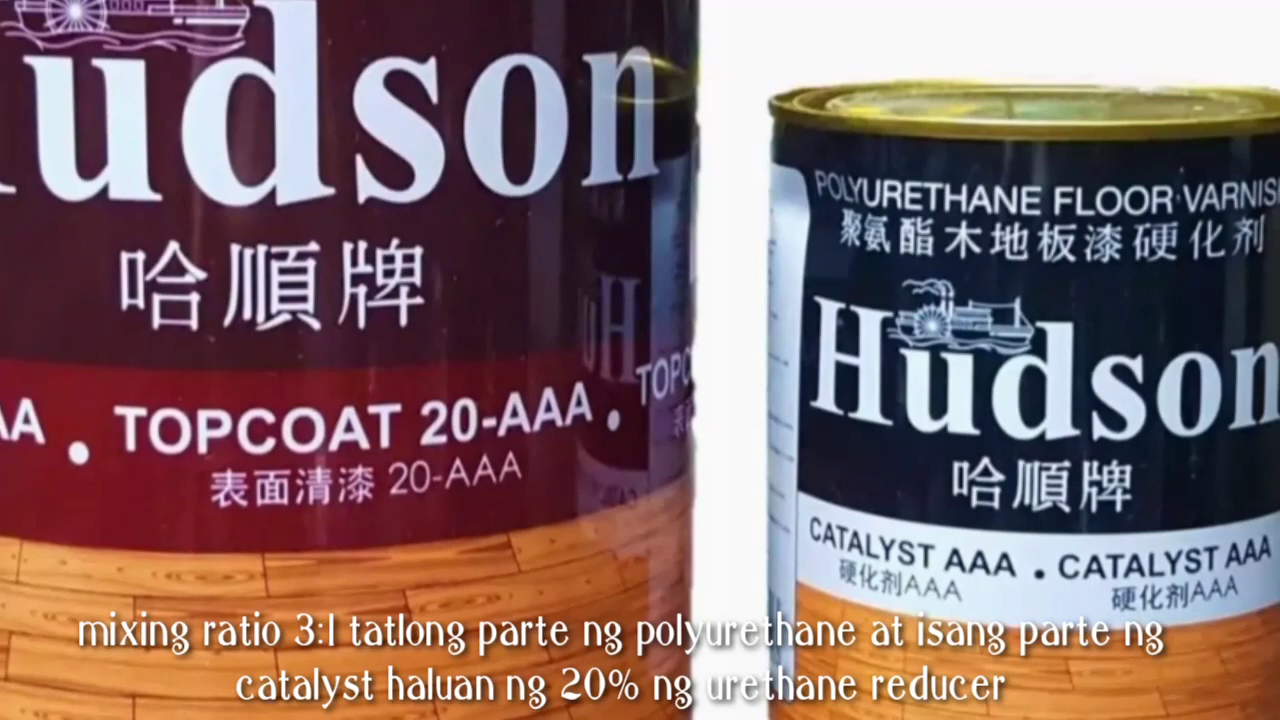 Hudson
哈順牌
AA • TOPCOAT 20-AAA • TOPC
表面清漆 20-AAA
POLYURETHANE FLOOR VARNIS
聚氨酯木地板漆硬化剂
Hudson
哈順牌
CATALYST AAA • CATALYST AAA
硬化剂AAA 硬化剂AAA
mixing ratio 3:1 tatlong parte ng polyurethane at isang parte ng
catalyst haluan ng 20% ng urethane reducer